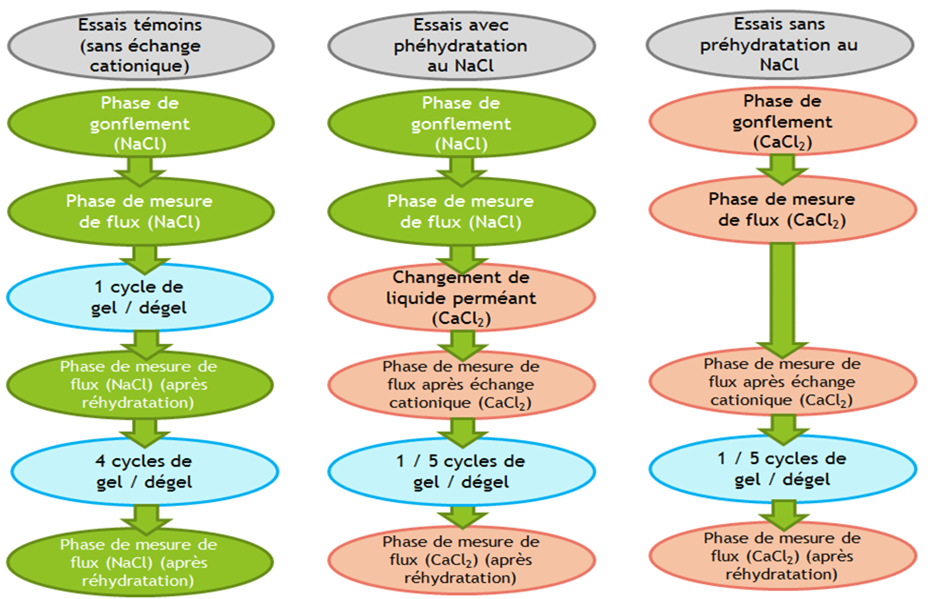 Essais témoins
(sans échange
cationique)
Phase de
gonflement
(NaCl)
Phase de mesure
de flux (NaCl)
1 cycle de
gel / dégel
Phase de mesure de
flux (NaCl) (après
réhydratation)
4 cycles de
gel / dégel
Phase de mesure de
flux (NaCl) (après
réhydratation)
Essais avec
phéhydratation
au NaCl
Phase de
gonflement
(NaCl)
Phase de mesure
de flux (NaCl)
Changement de
liquide perméant
(CaCl₂)
Phase de mesure de
flux après échange
cationique (CaCl₂)
1 / 5 cycles de
gel / dégel
Phase de mesure de
flux (CaCl₂) (après
réhydratation)
Essais sans
préhydratation au
NaCl
Phase de
gonflement
(CaCl₂)
Phase de mesure
de flux (CaCl₂)
Phase de mesure de
flux après échange
cationique (CaCl₂)
1 / 5 cycles de
gel / dégel
Phase de mesure de
flux (CaCl₂) (après
réhydratation)